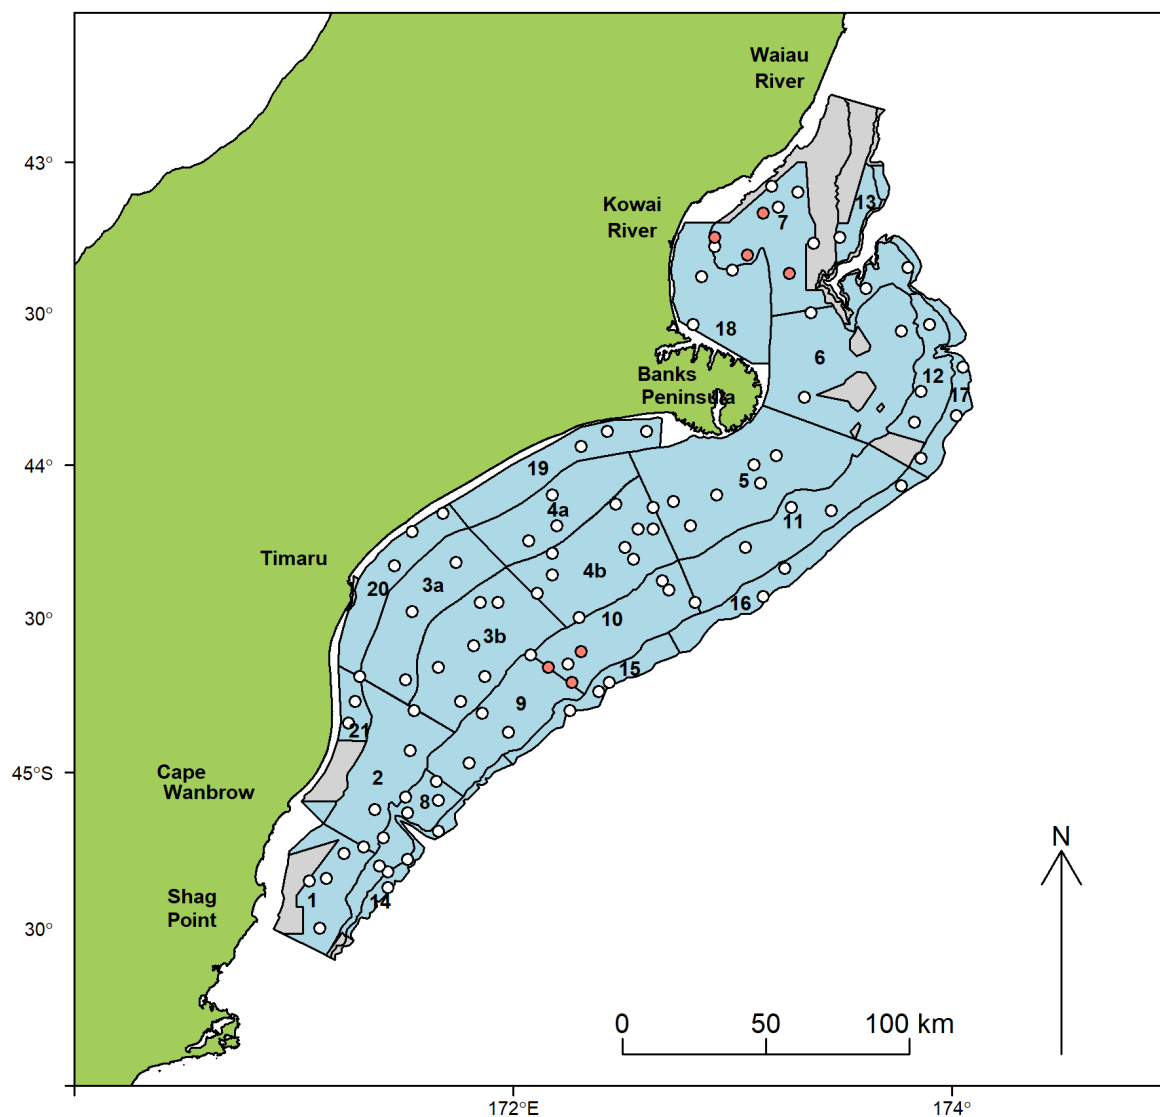 Waiau
River
43°
Kowai
River
13
7
30°
18
6
Banks
Peninsula
12
17
44°
19
5
4a
11
Timaru
20
3a
4b
16
30°
10
3b
15
9
21
45°S
Cape
Wanbrow
2
8
N
Shag
Point
1
14
30°
0 50 100 km
172°E 174°